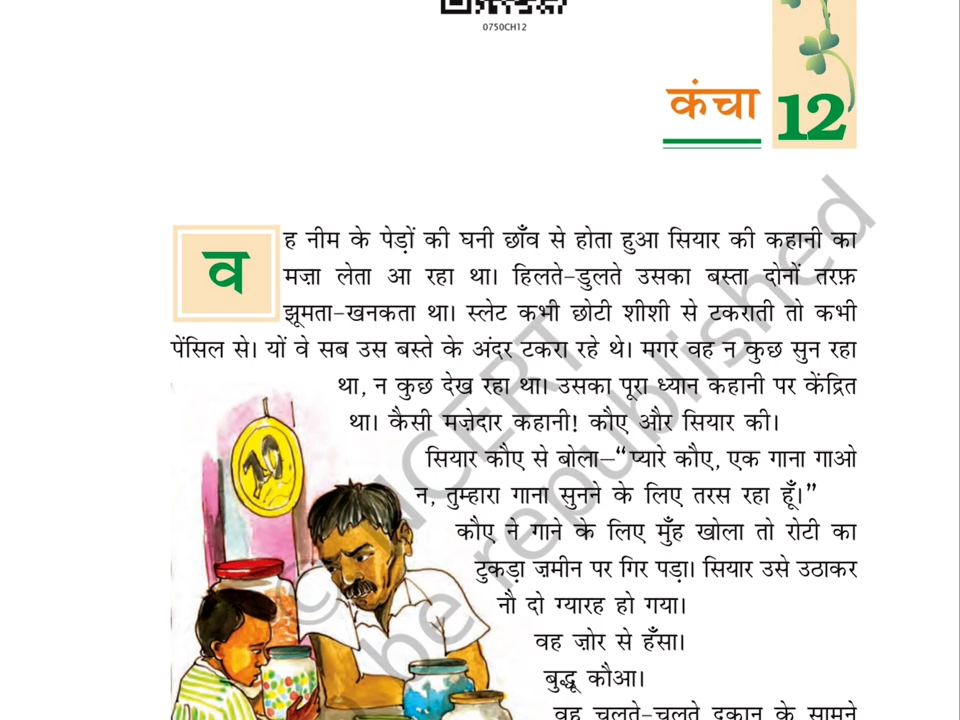 0750CH12
कंचा
12
वह नीम के पेड़ों की घनी छाँव से होता हुआ सियार की कहानी का
मज़ा लेता आ रहा था। हिलते-डुलते उसका बस्ता दोनों तरफ़
झूमता-खनकता था। स्लेट कभी छोटी शीशी से टकराती तो कभी
पेंसिल से। यों वे सब उस बस्ते के अंदर टकरा रहे थे। मगर वह न कुछ सुन रहा
था, न कुछ देख रहा था। उसका पूरा ध्यान कहानी पर केंद्रित
था। कैसी मज़ेदार कहानी! कौए और सियार की।
सियार कौए से बोला—“प्यारे कौए, एक गाना गाओ
न, तुम्हारा गाना सुनने के लिए तरस रहा हूँ।”
कौए ने गाने के लिए मुँह खोला तो रोटी का
टुकड़ा ज़मीन पर गिर पड़ा। सियार उसे उठाकर
नौ दो ग्यारह हो गया।
वह ज़ोर से हँसा।
बुद्धू कौआ।
वह चलते-चलते दुकान के सामने
© NCERT
be republished